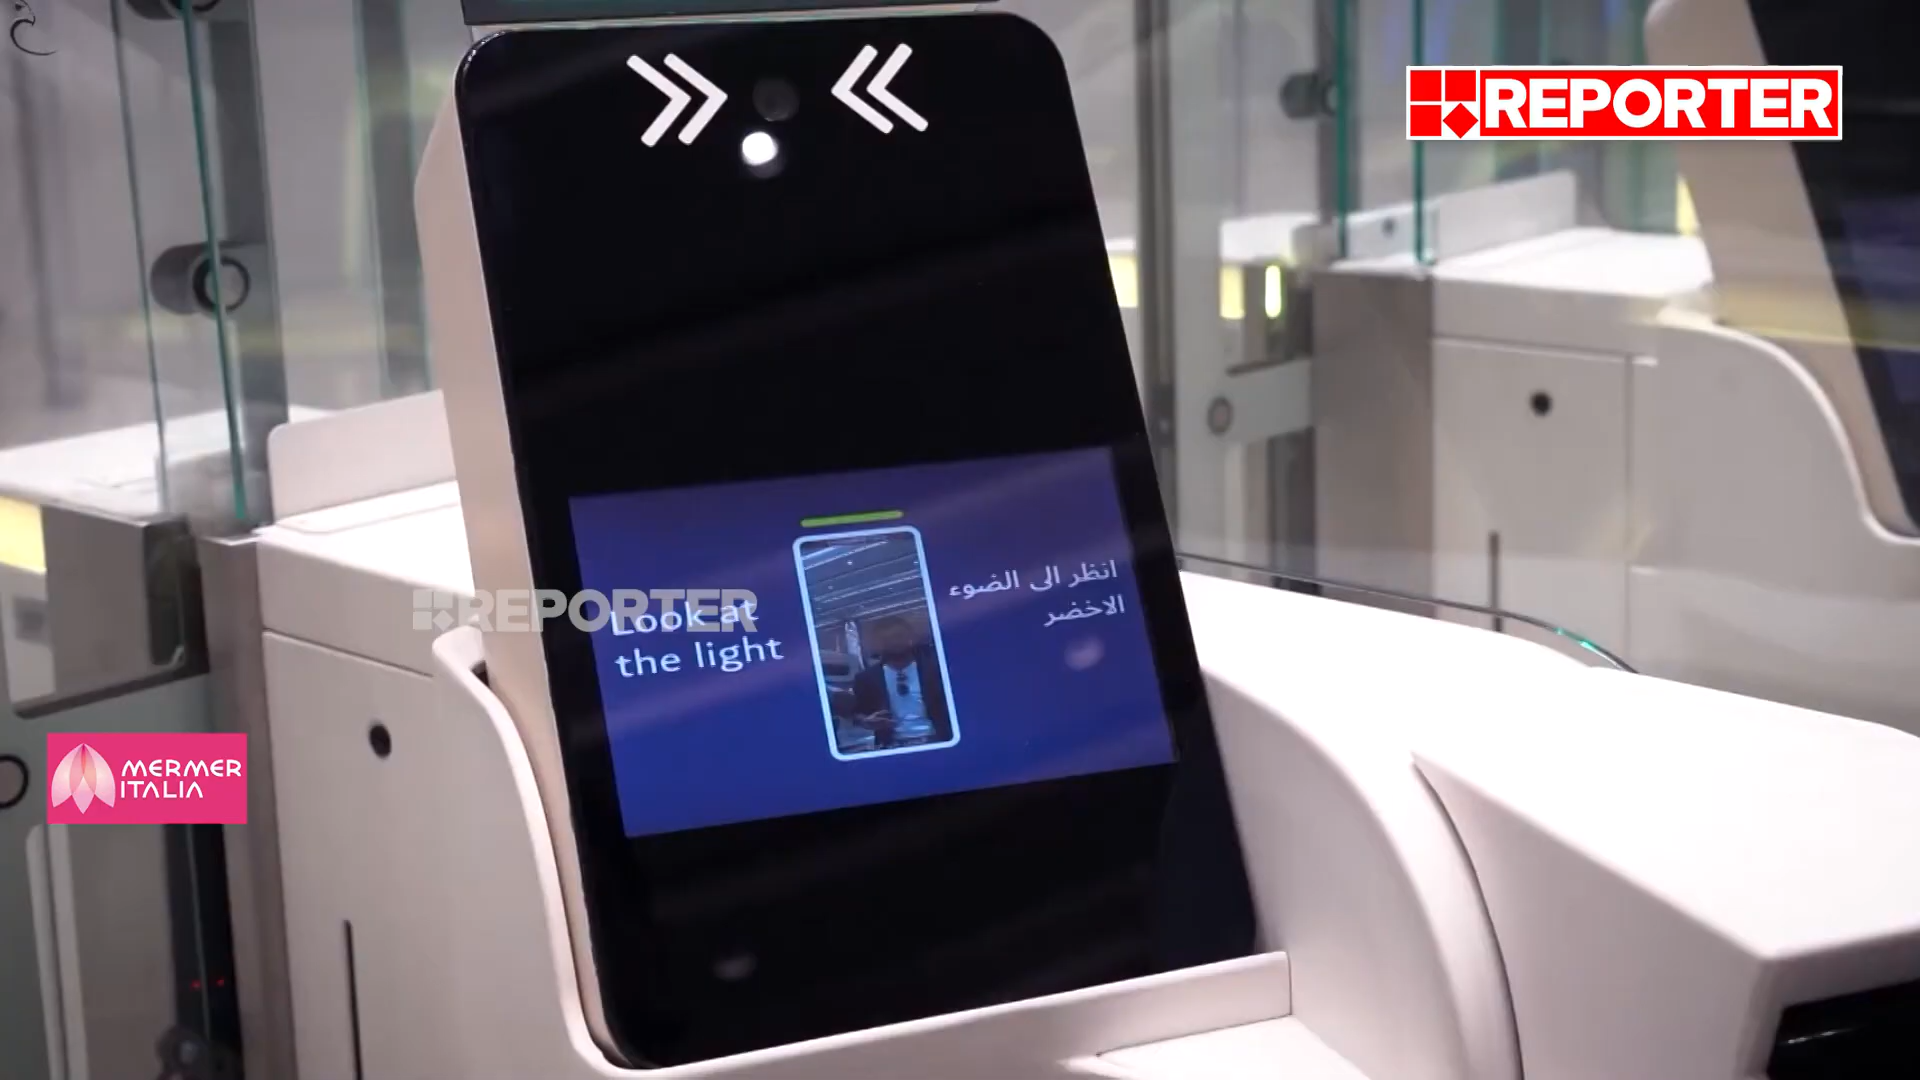 REPORTER
REPORTER
Look at
the light
انظر الى الضوء
الاخضر
MERMER
ITALIA